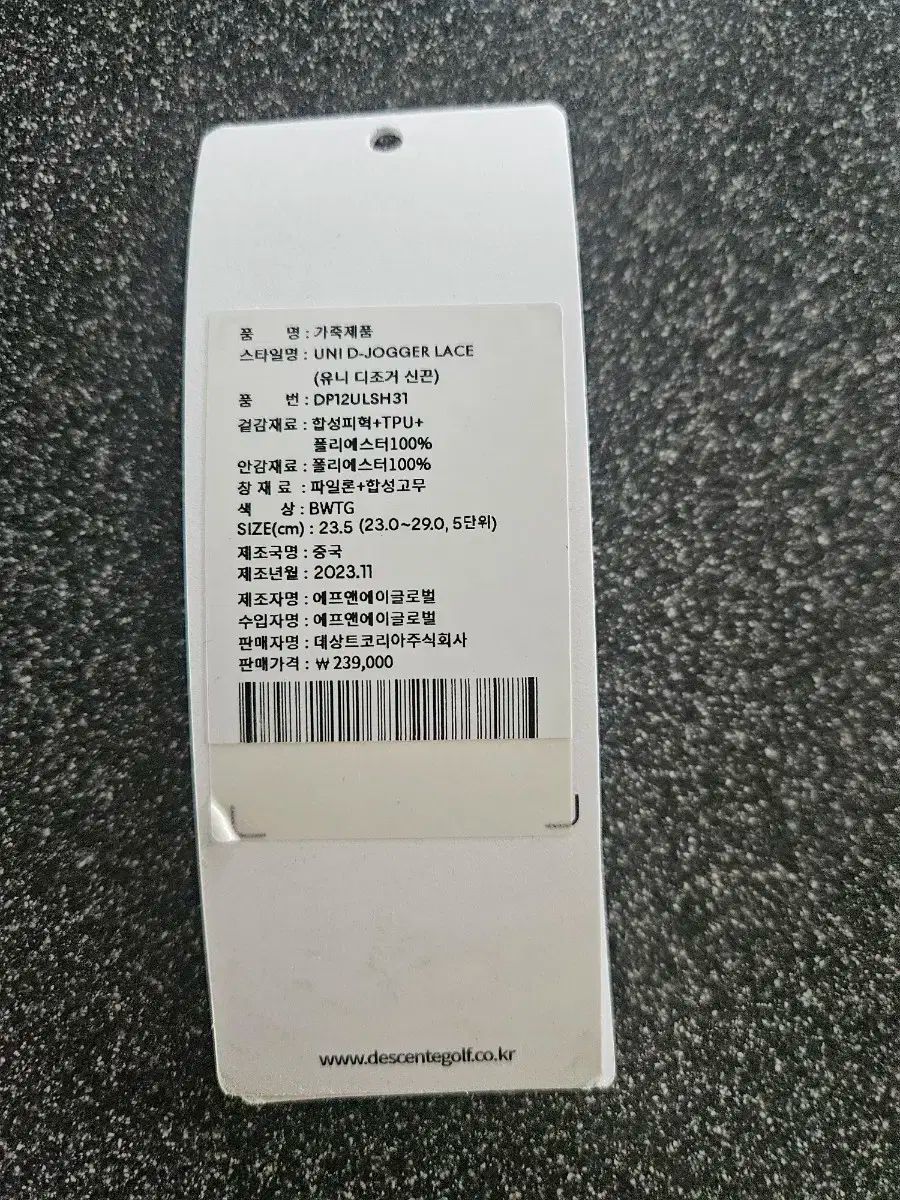 품 명 : 가죽제품
스타일명 : UNI D-JOGGER LACE
(유니 디조거 신끈)
품 번 : DP12ULSH31
겉감재료 : 합성피혁+TPU+
폴리에스터100%
안감재료 : 폴리에스터100%
창 재 료 : 파일론+합성고무
색 상 : BWTG
SIZE(cm) : 23.5 (23.0~29.0, 5단위)
제조국명 : 중국
제조년월 : 2023.11
제조자명 : 에프앤에이글로벌
수입자명 : 에프앤에이글로벌
판매자명 : 데상트코리아주식회사
판매가격 : ₩ 239,000
www.descentegolf.co.kr